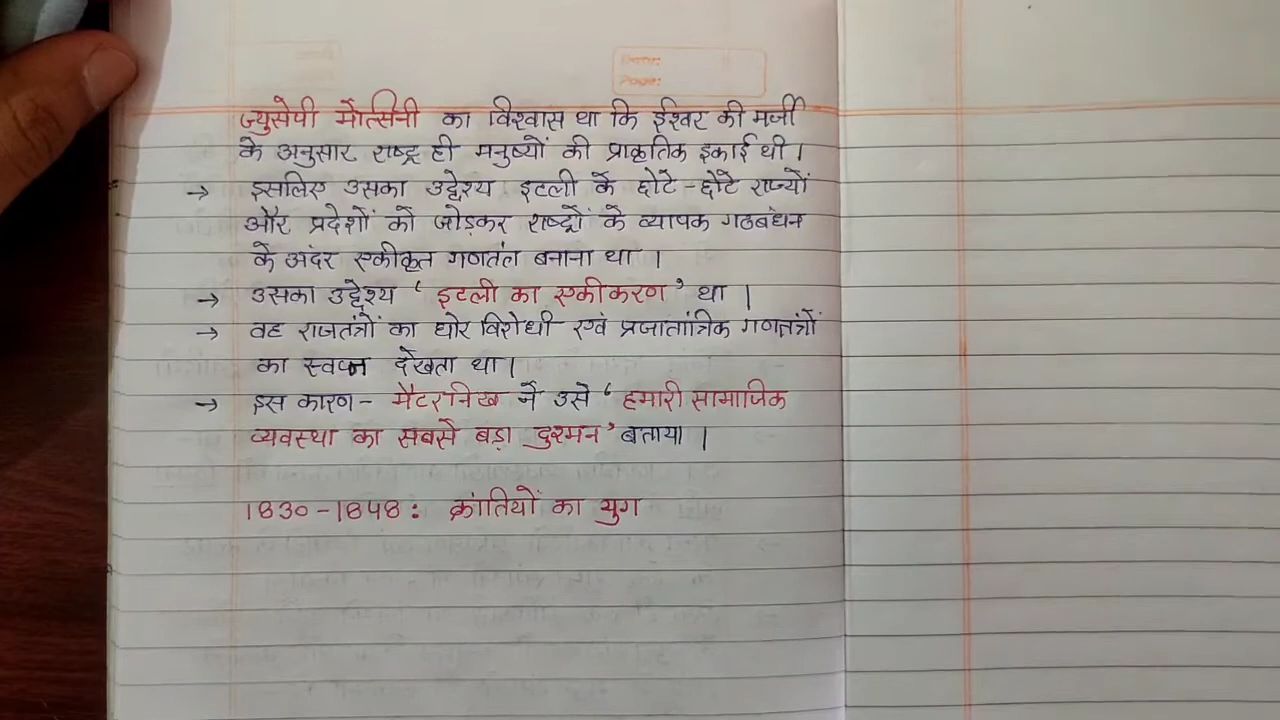 Date:
Page:
ज्युसेपी मेत्सिनी का विश्वास था कि ईश्वर की मर्जी
के अनुसार राष्ट्र ही मनुष्यों की प्राकृतिक इकाई थी।
→ इसलिए उसका उद्देश्य इटली के छोटे-छोटे राज्यों
और प्रदेशों को जोड़कर राष्ट्रों के व्यापक गठबंधन
के अंदर एकीकृत गणतंत्र बनाना था।
→ उसका उद्देश्य 'इटली का एकीकरण' था।
→ वह राजतंत्रों का घोर विरोधी एवं प्रजातांत्रिक गणतंत्रों
का स्वप्न देखता था।
→ इस कारण- मैटरनिख ने उसे 'हमारी सामाजिक
व्यवस्था का सबसे बड़ा दुश्मन' बताया।
1830-1848: क्रांतियों का युग